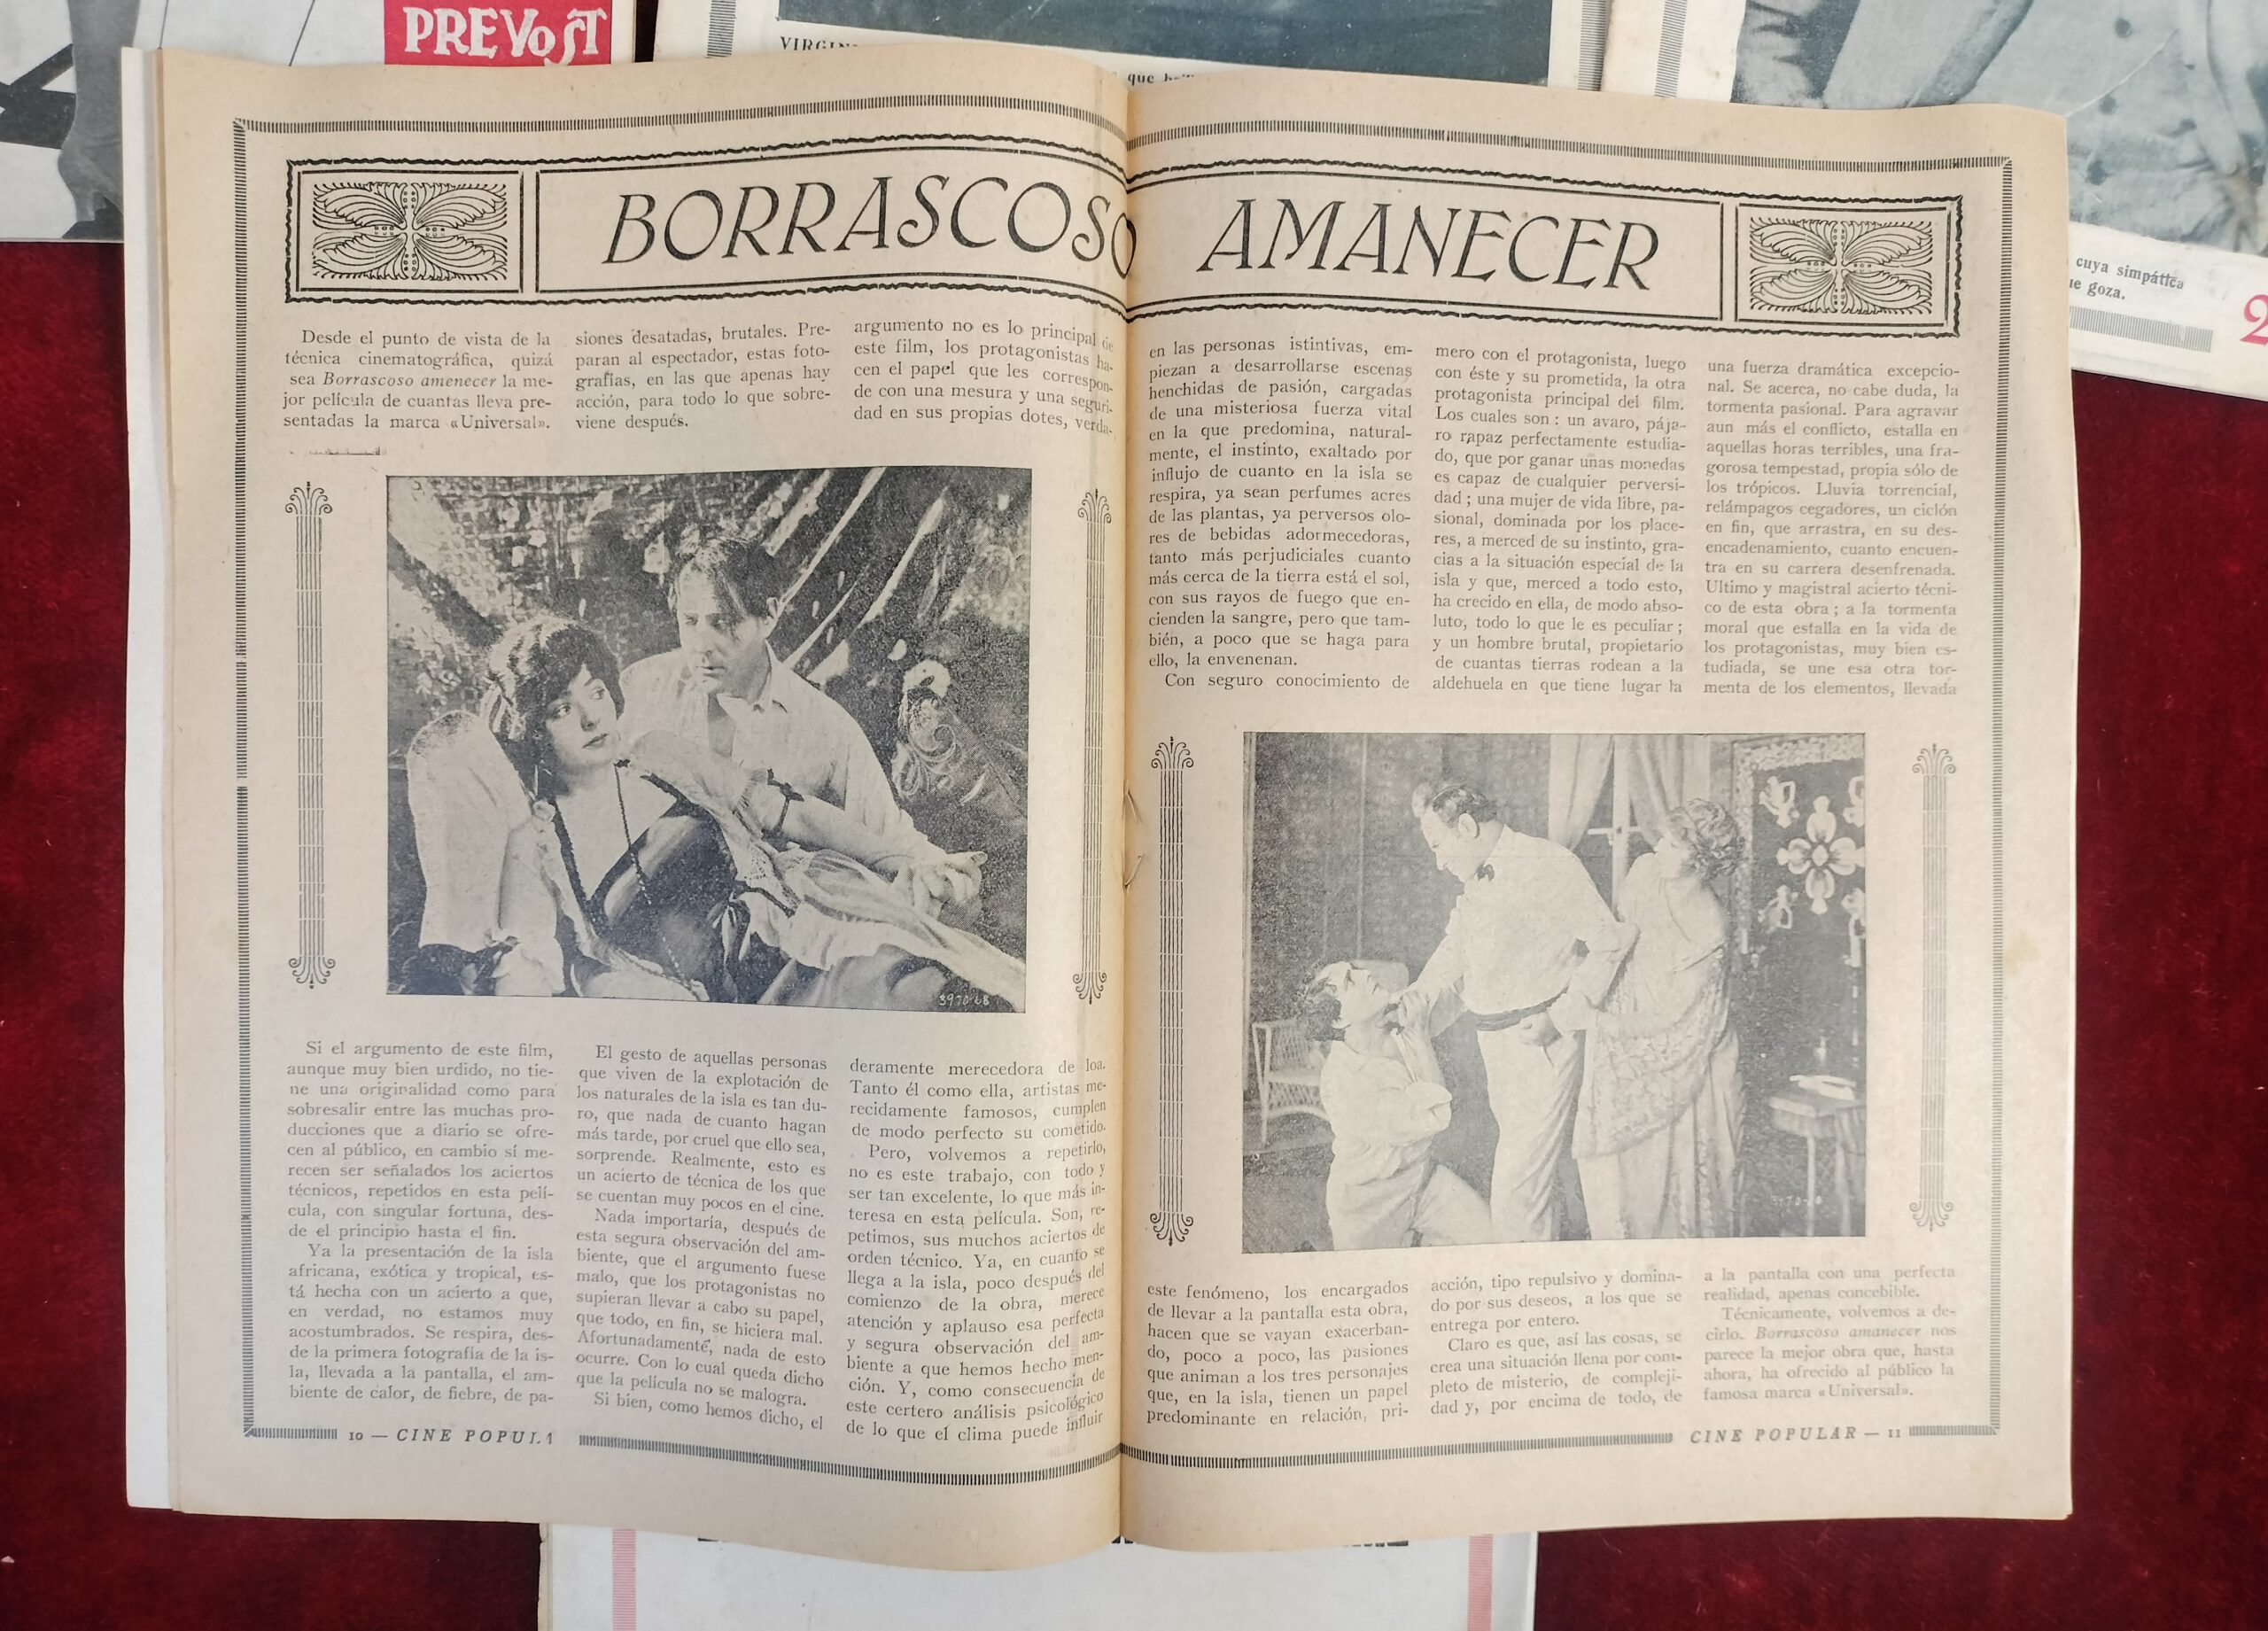 PREVOST
que
cuya simpática
goza.
BORRASCOSO AMANECER
Desde el punto de vista de la
técnica cinematográfica, quizá
sea Borrascoso amenecer la me-
jor película de cuantas lleva pre-
sentadas la marca «Universal».
Si el argumento de este film,
aunque muy bien urdido, no tie-
ne una originalidad como para
sobresalir entre las muchas pro-
ducciones que a diario se ofre-
cen al público, en cambio sí me-
recen ser señalados los aciertos
técnicos, repetidos en esta pelí-
cula, con singular fortuna, des-
de el principio hasta el fin.
Ya la presentación de la isla
africana, exótica y tropical, es-
tá hecha con un acierto a que,
en verdad, no estamos muy
acostumbrados. Se respira, des-
de la primera fotografía de la is-
la, llevada a la pantalla, el am-
biente de calor, de fiebre, de pa-
siones desatadas, brutales. Pre-
paran al espectador, estas foto-
grafías, en las que apenas hay
acción, para todo lo que sobre-
viene después.
El gesto de aquellas personas
que viven de la explotación de
los naturales de la isla es tan du-
ro, que nada de cuanto hagan
más tarde, por cruel que ello sea,
sorprende. Realmente, esto es
un acierto de técnica de los que
se cuentan muy pocos en el cine.
Nada importaría, después de
esta segura observación del am-
biente, que el argumento fuese
malo, que los protagonistas no
supieran llevar a cabo su papel,
que todo, en fin, se hiciera mal.
Afortunadamente, nada de esto
ocurre. Con lo cual queda dicho
que la película no se malogra.
Si bien, como hemos dicho, el
argumento no es lo principal de
este film, los protagonistas ha-
cen el papel que les correspon-
de con una mesura y una seguri-
dad en sus propias dotes, verda-
3970-68
deramente merecedora de loa.
Tanto él como ella, artistas me-
recidamente famosos, cumplen
de modo perfecto su cometido.
Pero, volvemos a repetirlo,
no es este trabajo, con todo y
ser tan excelente, lo que más in-
teresa en esta película. Son, re-
petimos, sus muchos aciertos de
orden técnico. Ya, en cuanto se
llega a la isla, poco después del
comienzo de la obra, merece
atención y aplauso esa perfecta
y segura observación del am-
biente a que hemos hecho men-
ción. Y, como consecuencia de
este certero análisis psicológico
de lo que el clima puede influir
10 — CINE POPULA
en las personas istintivas, em-
piezan a desarrollarse escenas
henchidas de pasión, cargadas
de una misteriosa fuerza vital
en la que predomina, natural-
mente, el instinto, exaltado por
influjo de cuanto en la isla se
respira, ya sean perfumes acres
de las plantas, ya perversos olo-
res de bebidas adormecedoras,
tanto más perjudiciales cuanto
más cerca de la tierra está el sol,
con sus rayos de fuego que en-
cienden la sangre, pero que tam-
bién, a poco que se haga para
ello, la envenenan.
Con seguro conocimiento de
este fenómeno, los encargados
de llevar a la pantalla esta obra,
hacen que se vayan exacerban-
do, poco a poco, las pasiones
que animan a los tres personajes
que, en la isla, tienen un papel
predominante en relación, pri-
mero con el protagonista, luego
con éste y su prometida, la otra
protagonista principal del film.
Los cuales son : un avaro, pája-
ro rapaz perfectamente estudia-
do, que por ganar unas monedas
es capaz de cualquier perversi-
dad ; una mujer de vida libre, pa-
sional, dominada por los place-
res, a merced de su instinto, gra-
cias a la situación especial de la
isla y que, merced a todo esto,
ha crecido en ella, de modo abso-
luto, todo lo que le es peculiar ;
y un hombre brutal, propietario
de cuantas tierras rodean a la
aldehuela en que tiene lugar la
acción, tipo repulsivo y domina-
do por sus deseos, a los que se
entrega por entero.
Claro es que, así las cosas, se
crea una situación llena por com-
pleto de misterio, de compleji-
dad y, por encima de todo, de
una fuerza dramática excepcio-
nal. Se acerca, no cabe duda, la
tormenta pasional. Para agravar
aun más el conflicto, estalla en
aquellas horas terribles, una fra-
gorosa tempestad, propia sólo de
los trópicos. Lluvia torrencial,
relámpagos cegadores, un ciclón
en fin, que arrastra, en su des-
encadenamiento, cuanto encuen-
tra en su carrera desenfrenada.
Ultimo y magistral acierto técni-
co de esta obra ; a la tormenta
moral que estalla en la vida de
los protagonistas, muy bien es-
tudiada, se une esa otra tor-
menta de los elementos, llevada
a la pantalla con una perfecta
realidad, apenas concebible.
Técnicamente, volvemos a de-
cirlo. Borrascoso amanecer nos
parece la mejor obra que, hasta
ahora, ha ofrecido al público la
famosa marca «Universal».
CINE POPULAR — 11